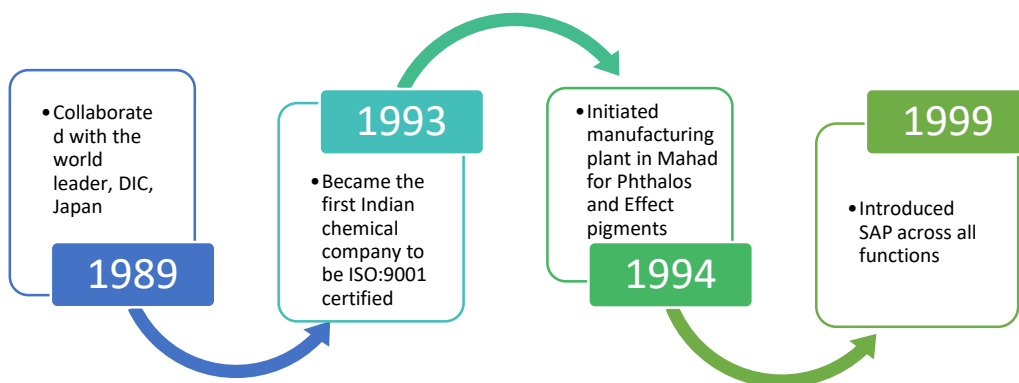 •Collaborate
d with the
world
leader, DIC,
Japan
1989
1993
•Became the
first Indian
chemical
company to
be ISO:9001
certified
•Initiated
manufacturing
plant in Mahad
for Phthalos
and Effect
pigments
1994
1999
•Introduced
SAP across all
functions